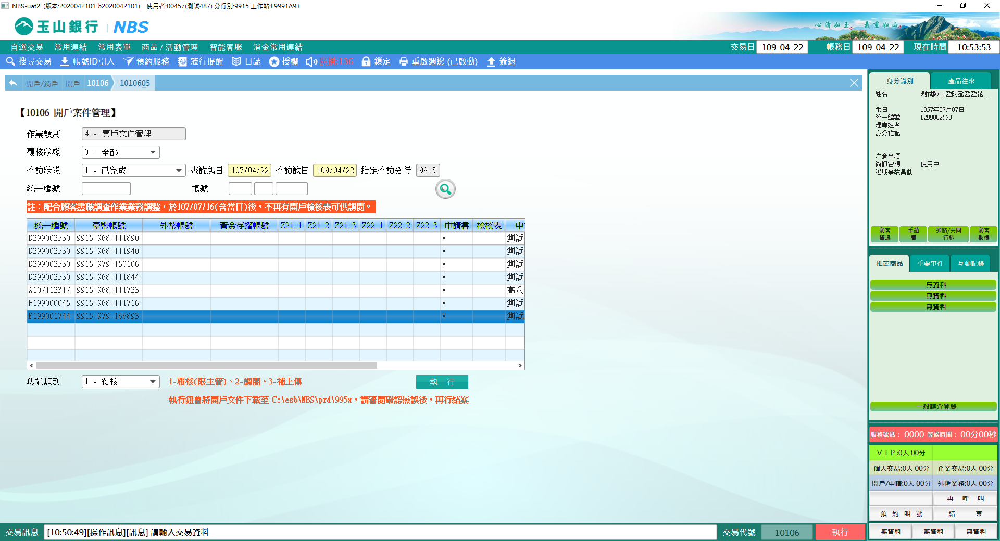 NBS-uat2 (版本:2020042101.b2020042101) 使用者:00457(測試487) 分行別:9915 工作站:L9991A93
玉山銀行 | NBS
心清如玉 義重如山
自選交易 常用連結 常用表單 商品 / 活動管理 智能客服 消金常用連結 交易日 109-04-22 帳務日 109-04-22 現在時間 10:53:53
搜尋交易 帳號ID引入 預約服務 蒞行提醒 日誌 授權 廣播:136 鎖定 重啟週邊 (已啟動) 簽退
開戶/銷戶 開戶 10106 1010605
【10106 開戶案件管理】
作業類別 4 - 開戶文件管理
覆核狀態 0 - 全部
查詢狀態 1 - 已完成 查詢起日 107/04/22 查詢訖日 109/04/22 指定查詢分行 9915
統一編號 帳號
註：配合顧客盡職調查作業業務調整，於107/07/16(含當日)後，不再有開戶檢核表可供調閱。
統一編號 臺幣帳號 外幣帳號 黃金存摺帳號 Z21_1 Z21_2 Z21_3 Z22_1 Z22_2 Z22_3 申請書 檢核表 中
D299002530 9915-968-111890 V 測試
D299002530 9915-968-111940 V 測試
D299002530 9915-979-150106 V 測試
D299002530 9915-968-111844 V 測試
A107112317 9915-968-111723 V 高八
F199000045 9915-968-111716 V 測試
B199001744 9915-979-166893 V 測試
功能類別 1 - 覆核 1-覆核(限主管)、2-調閱、3-補上傳 執 行
執行鈕會將開戶文件下載至 C:\esb\NBS\prd\995x，請審閱確認無誤後，再行結案
身分識別 產品往來
姓名 測試陳三盈阿盈盈盈花...
生日 1957年07月07日
統一編號 D299002530
理專姓名
身分註記
注意事項
簡訊密碼 使用中
近期事故異動
顧客資訊 手續費 通路/共同行銷 顧客影像
推薦商品 重要事件 互動記錄
無資料
無資料
無資料
一般轉介登錄
服務號碼： 0000 等候時間： 00分00秒
ＶＩＰ:0人 00分
個人交易:0人 00分 企業交易:0人 00分
開戶/申請:0人 00分 外匯業務:0人 00分
再 呼 叫
預 約 叫 號 結 束
無資料 無資料 無資料
交易訊息 [10:50:49][操作訊息][訊息] 請輸入交易資料 交易代號 10106 執行